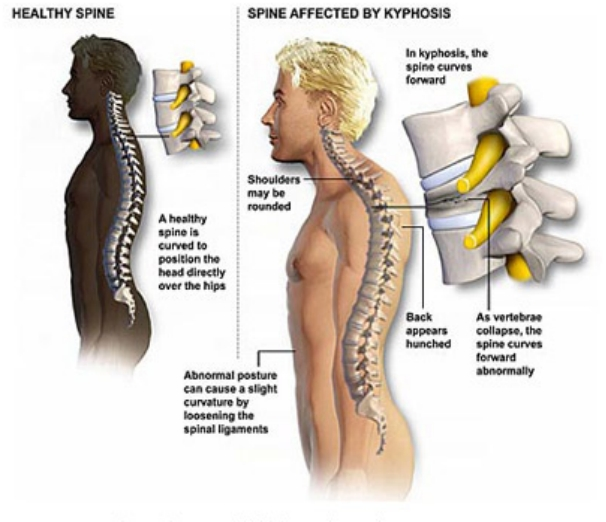 HEALTHY SPINE
SPINE AFFECTED BY KYPHOSIS
In kyphosis, the
spine curves
forward
Shoulders
may be
rounded
A healthy
spine is
curved to
position the
head directly
over the hips
Back
appears
hunched
As vertebrae
collapse, the
spine curves
forward
abnormally
Abnormal posture
can cause a slight
curvature by
loosening the
spinal ligaments